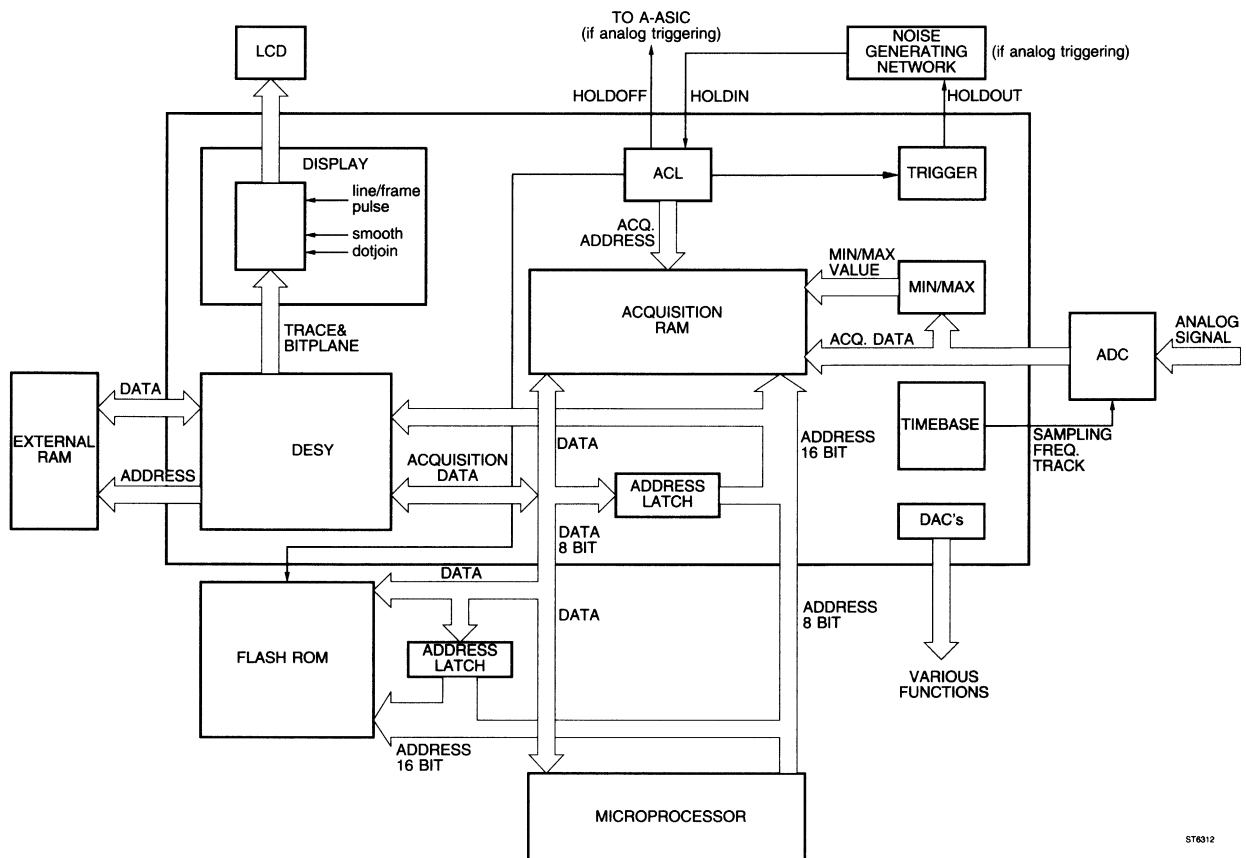 TO A-ASIC
(if analog triggering)
LCD
NOISE
GENERATING
NETWORK
(if analog triggering)
HOLDOFF
HOLDIN
HOLDOUT
DISPLAY
line/frame
pulse
smooth
dotjoin
ACL
TRIGGER
ACQ.
ADDRESS
MIN/MAX
VALUE
MIN/MAX
ACQUISITION
RAM
ACQ. DATA
ADC
ANALOG
SIGNAL
TRACE&
BITPLANE
DATA
EXTERNAL
RAM
ADDRESS
DESY
ACQUISITION
DATA
DATA
ADDRESS
16 BIT
TIMEBASE
SAMPLING
FREQ.
TRACK
ADDRESS
LATCH
DAC's
DATA
8 BIT
DATA
DATA
ADDRESS
8 BIT
FLASH ROM
ADDRESS
LATCH
VARIOUS
FUNCTIONS
ADDRESS
16 BIT
MICROPROCESSOR
ST6312